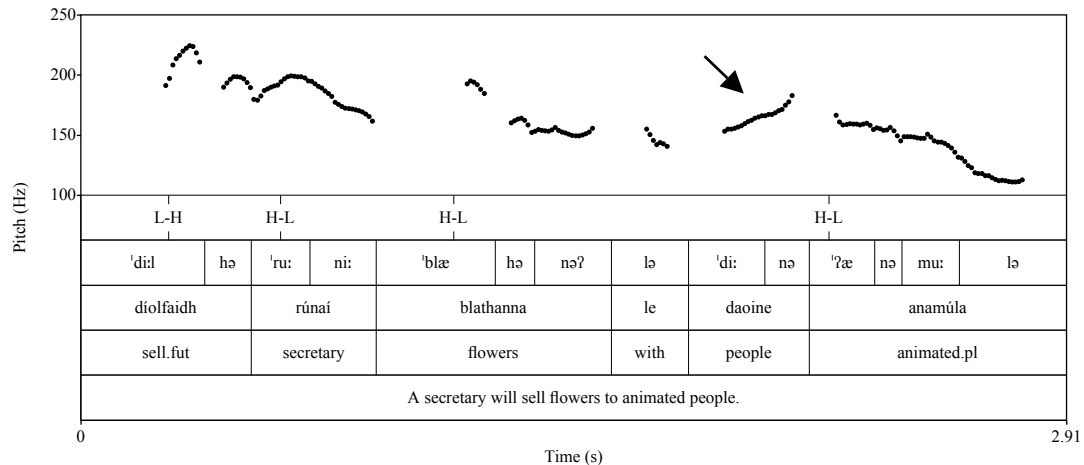 250
200
150
100
Pitch (Hz)
L-H H-L H-L H-L
ˈdiːl hə ˈruː niː ˈblæ hə nəʔ lə ˈdiː nə ˈʔæ nə muː lə
díolfaidh rúnaí blathanna le daoine anamúla
sell.fut secretary flowers with people animated.pl
A secretary will sell flowers to animated people.
0 2.91
Time (s)